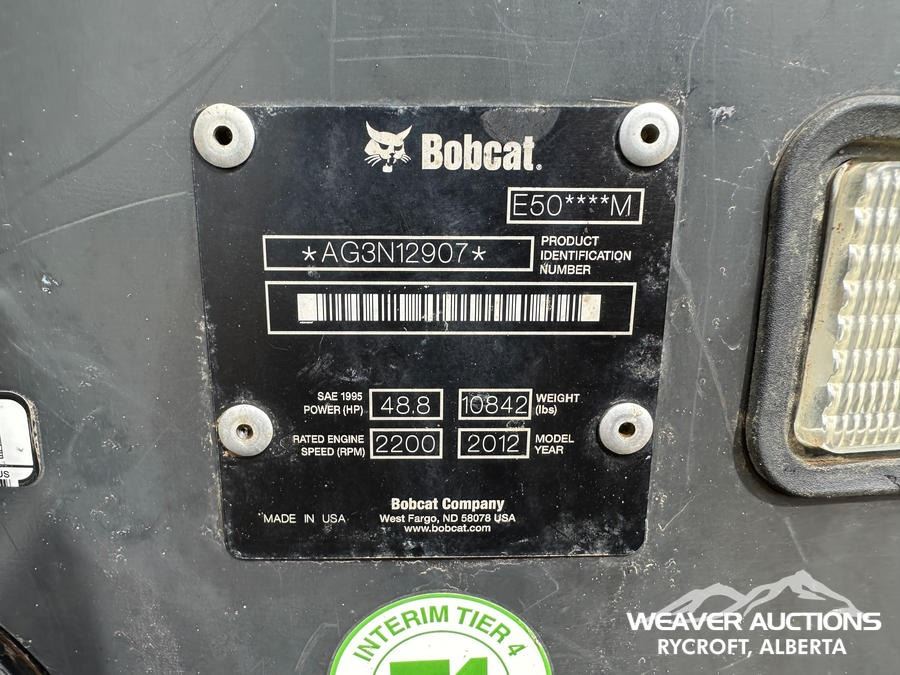 Bobcat.
E50****M
*AG3N12907*
PRODUCT
IDENTIFICATION
NUMBER
SAE 1995
POWER (HP)
48.8
10842
WEIGHT
(lbs)
RATED ENGINE
SPEED (RPM)
2200
2012
MODEL
YEAR
Bobcat Company
MADE IN USA
West Fargo, ND 58078 USA
www.bobcat.com
US
INTERIM TIER 4
WEAVER AUCTIONS
RYCROFT, ALBERTA